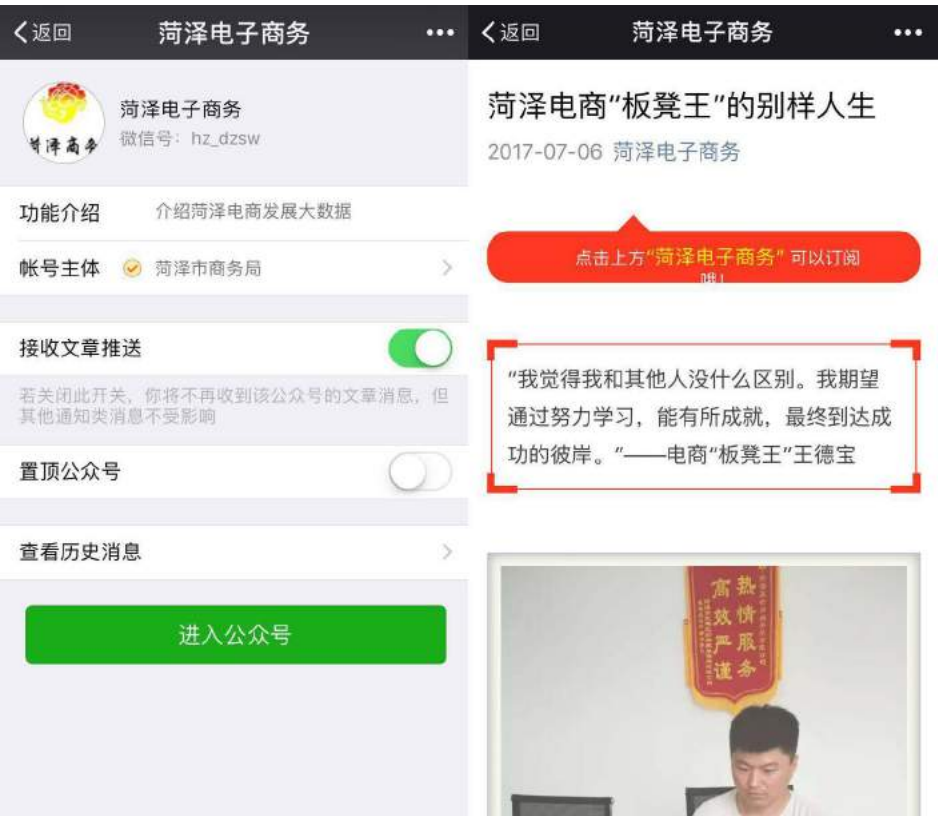 返回
菏泽电子商务
菏泽商务
菏泽电子商务
微信号: hz_dzsw
功能介绍 介绍菏泽电商发展大数据
帐号主体 菏泽市商务局
接收文章推送
若关闭此开关，你将不再收到该公众号的文章消息，但
其他通知类消息不受影响
置顶公众号
查看历史消息
进入公众号
返回
菏泽电子商务
菏泽电商“板凳王”的别样人生
2017-07-06 菏泽电子商务
点击上方“菏泽电子商务” 可以订阅
哦！
“我觉得我和其他人没什么区别。我期望
通过努力学习，能有所成就，最终到达成
功的彼岸。”——电商“板凳王”王德宝
热情服务
高效严谨